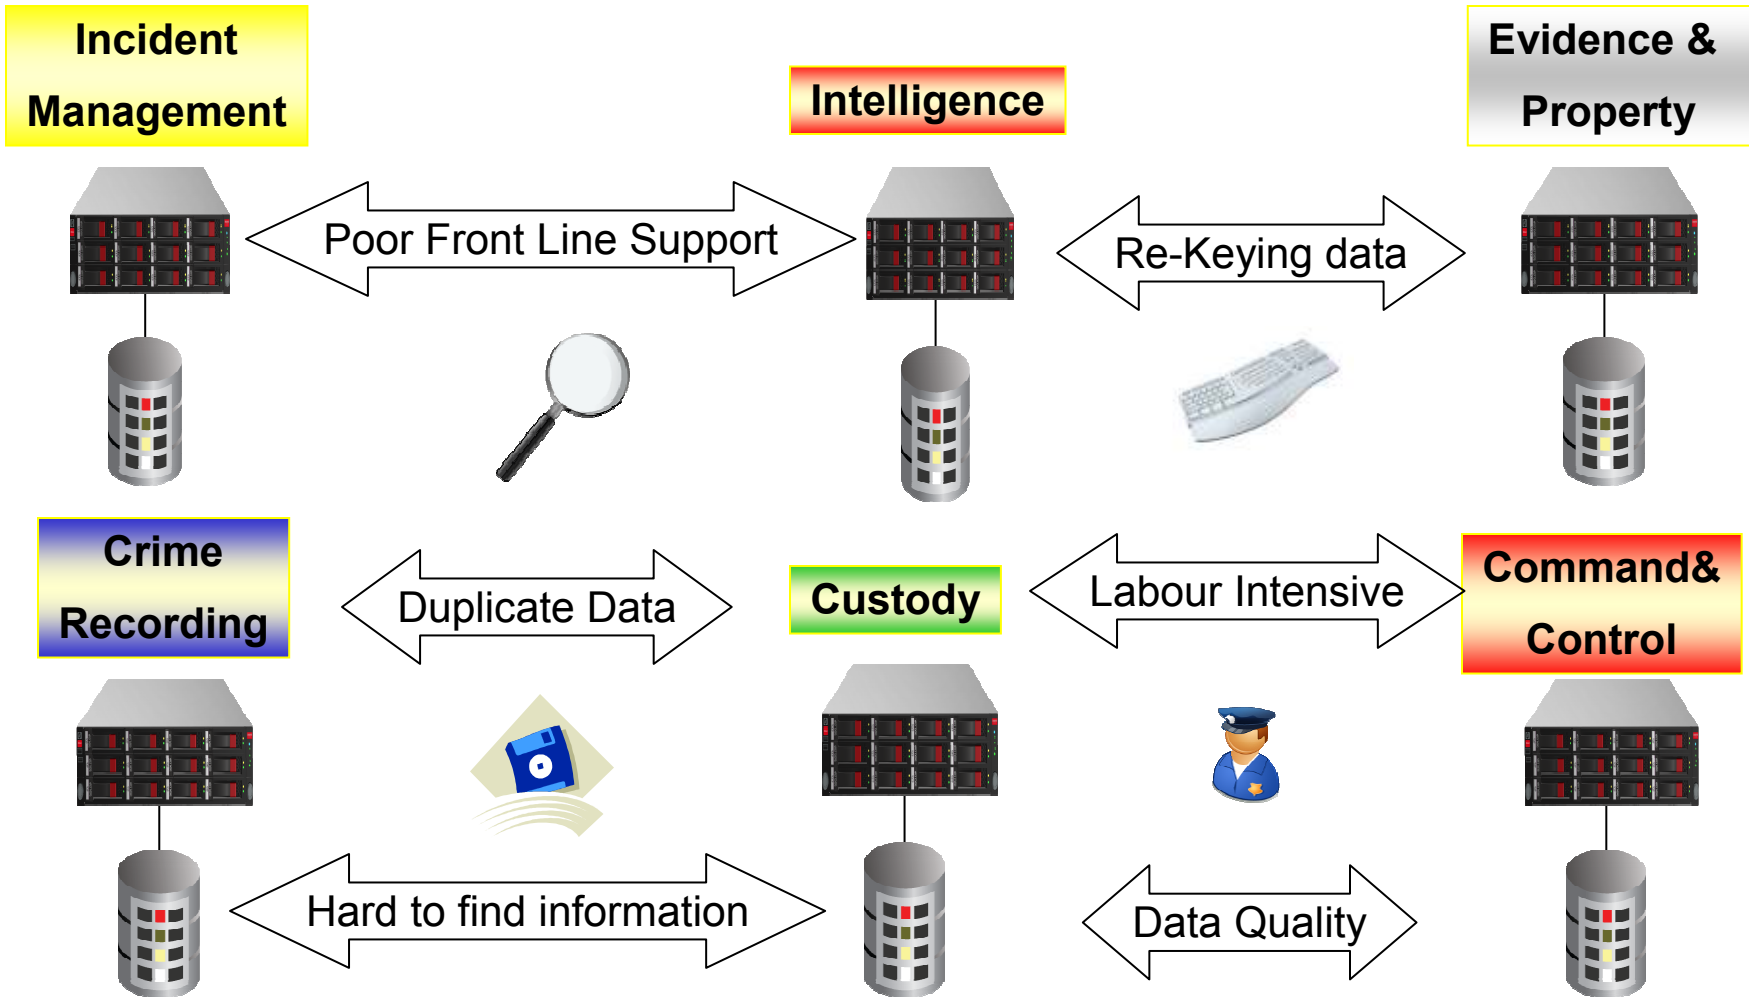 Incident
Management
Intelligence
Evidence &
Property
Poor Front Line Support
Re-Keying data
Crime
Recording
Duplicate Data
Custody
Labour Intensive
Command&
Control
Hard to find information
Data Quality